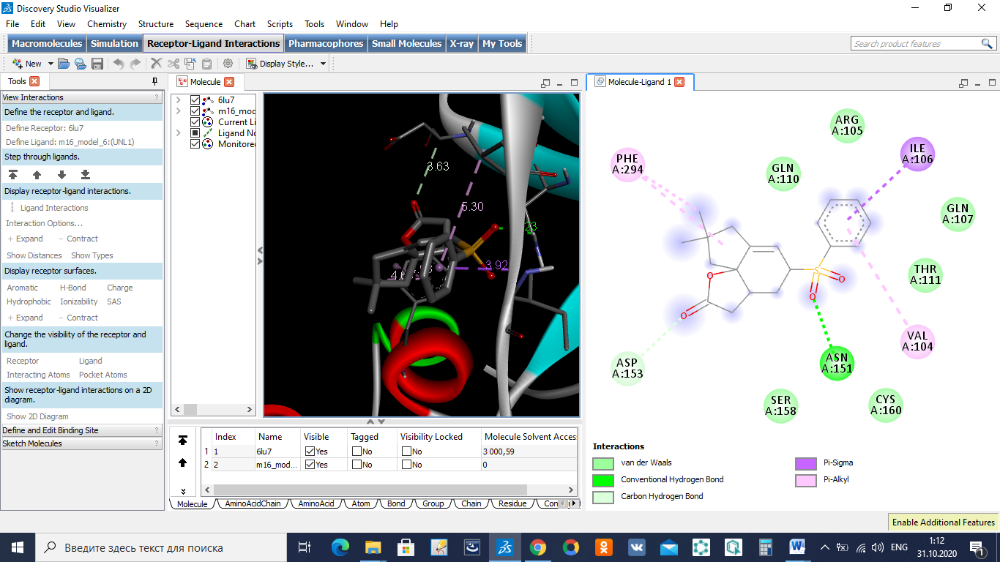 Discovery Studio Visualizer
File Edit View Chemistry Structure Sequence Chart Scripts Tools Window Help
Macromolecules Simulation Receptor-Ligand Interactions Pharmacophores Small Molecules X-ray My Tools
Search product features
New Display Style...
Tools
View Interactions ?
Define the receptor and ligand.
Define Receptor: 6lu7
Define Ligand: m16_model_6:(UNL1)
Step through ligands.
Display receptor-ligand interactions.
Ligand Interactions
Interaction Options...
+ Expand - Contract
Show Distances Show Types
Display receptor surfaces.
Aromatic H-Bond Charge
Hydrophobic Ionizability SAS
+ Expand - Contract
Change the visibility of the receptor and
ligand.
Receptor Ligand
Interacting Atoms Pocket Atoms
Show receptor-ligand interactions on a 2D
diagram.
Show 2D Diagram
Define and Edit Binding Site ?
Sketch Molecules ?
Molecule
6lu7
m16_mod
Current Li
Ligand No
Monitored
3.63
5.30
23
3.92
Index Name Visible Tagged Visibility Locked Molecule Solvent Acces
1 1 6lu7 Yes No No 3 000,59
2 2 m16_mod... Yes No No 0
Molecule AminoAcidChain AminoAcid Atom Bond Group Chain Residue
Molecule-Ligand 1
ARG
A:105
PHE
A:294
ILE
A:106
GLN
A:110
GLN
A:107
THR
A:111
O
S
O
O
O
VAL
A:104
ASP
A:153
ASN
A:151
SER
A:158
CYS
A:160
Interactions
van der Waals
Conventional Hydrogen Bond
Carbon Hydrogen Bond
Pi-Sigma
Pi-Alkyl
Enable Additional Features
Введите здесь текст для поиска
ENG
1:12
31.10.2020
1